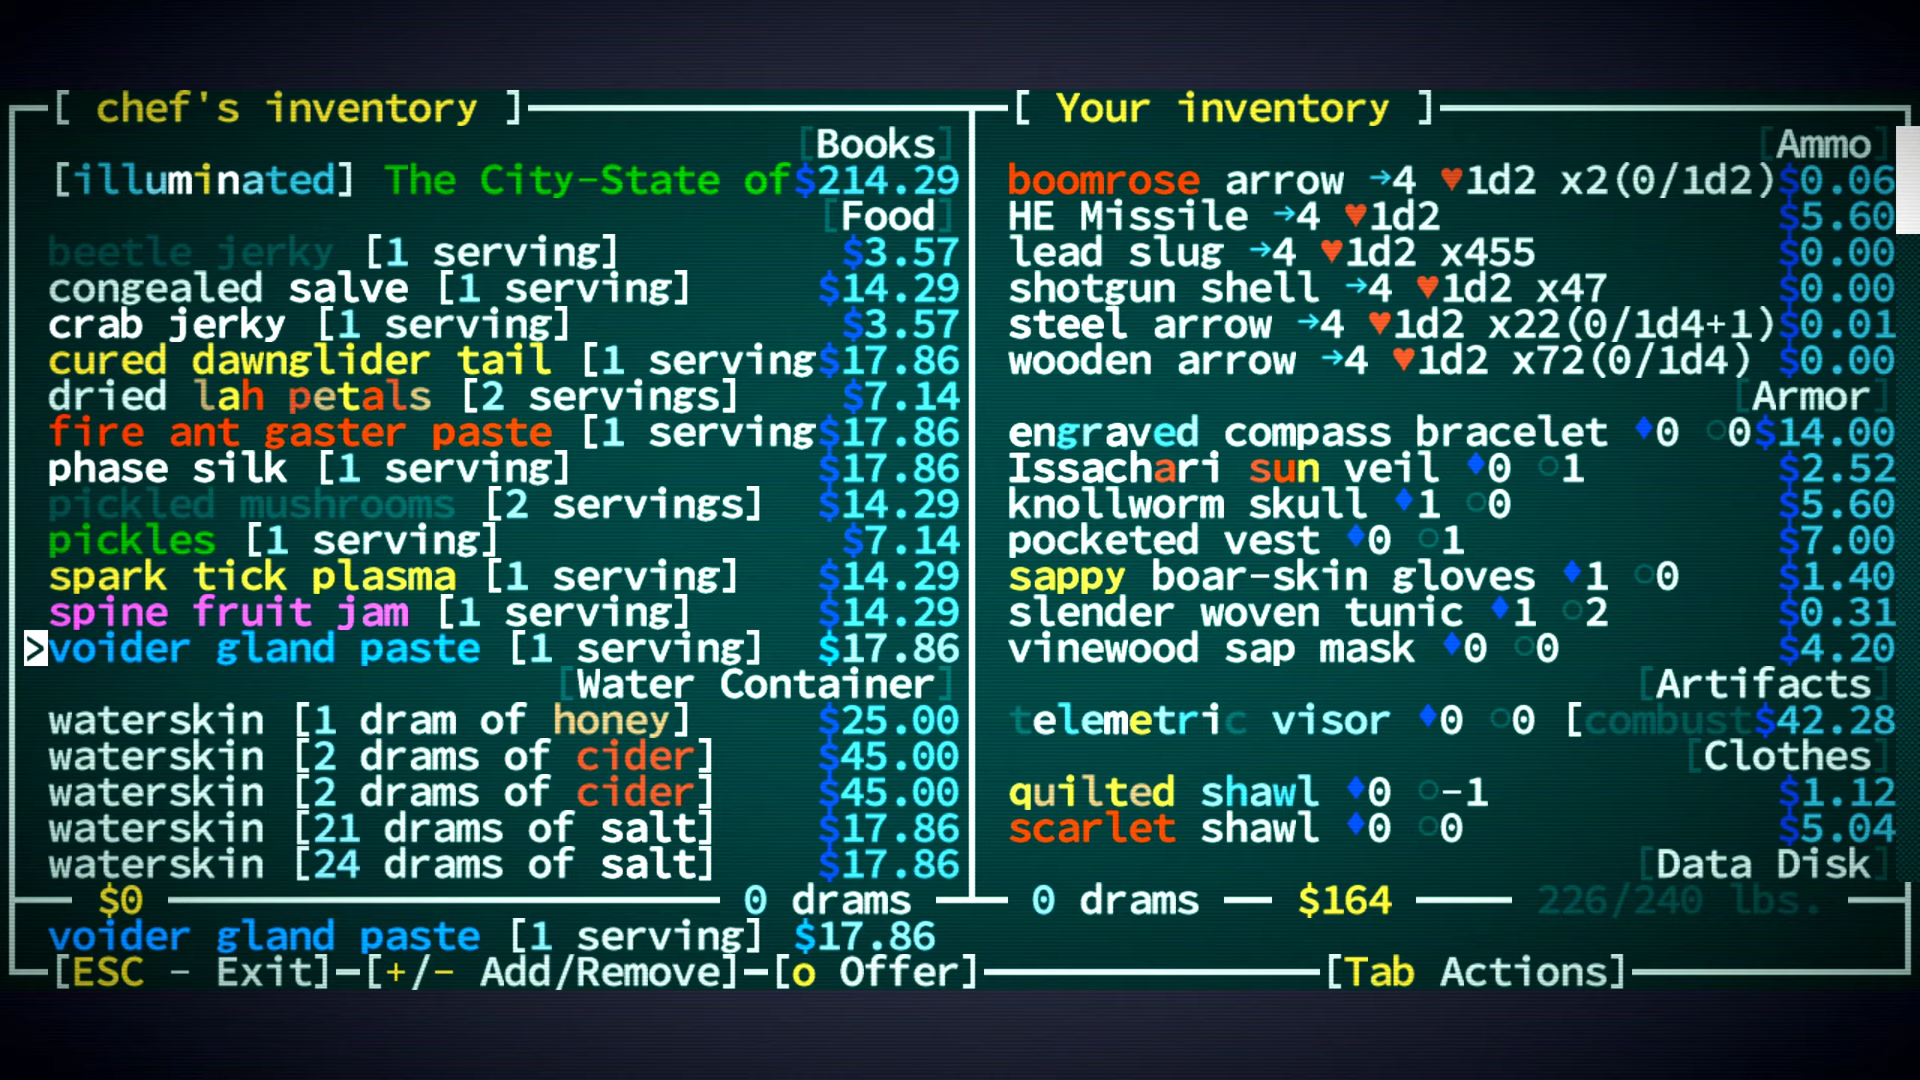 [ chef's inventory ]
[Books]
[illuminated] The City-State of $214.29
[Food]
beetle jerky [1 serving] $3.57
congealed salve [1 serving] $14.29
crab jerky [1 serving] $3.57
cured dawnglider tail [1 serving $17.86
dried lah petals [2 servings] $7.14
fire ant gaster paste [1 serving $17.86
phase silk [1 serving] $17.86
pickled mushrooms [2 servings] $14.29
pickles [1 serving] $7.14
spark tick plasma [1 serving] $14.29
spine fruit jam [1 serving] $14.29
>voider gland paste [1 serving] $17.86
[Water Container]
waterskin [1 dram of honey] $25.00
waterskin [2 drams of cider] $45.00
waterskin [2 drams of cider] $45.00
waterskin [21 drams of salt] $17.86
waterskin [24 drams of salt] $17.86
[ Your inventory ]
[Ammo]
boomrose arrow →4 ♥1d2 x2(0/1d2) $0.06
HE Missile →4 ♥1d2 $5.60
lead slug →4 ♥1d2 x455 $0.00
shotgun shell →4 ♥1d2 x47 $0.00
steel arrow →4 ♥1d2 x22(0/1d4+1) $0.01
wooden arrow →4 ♥1d2 x72(0/1d4) $0.00
[Armor]
engraved compass bracelet ♦0 ○0 $14.00
Issachari sun veil ♦0 ○1 $2.52
knollworm skull ♦1 ○0 $5.60
pocketed vest ♦0 ○1 $7.00
sappy boar-skin gloves ♦1 ○0 $1.40
slender woven tunic ♦1 ○2 $0.31
vinewood sap mask ♦0 ○0 $4.20
[Artifacts]
telemetric visor ♦0 ○0 [combust $42.28
[Clothes]
quilted shawl ♦0 ○-1 $1.12
scarlet shawl ♦0 ○0 $5.04
[Data Disk]
$0 0 drams 0 drams $164 226/240 lbs.
voider gland paste [1 serving] $17.86
[ESC - Exit] [+/- Add/Remove] [o Offer] [Tab Actions]